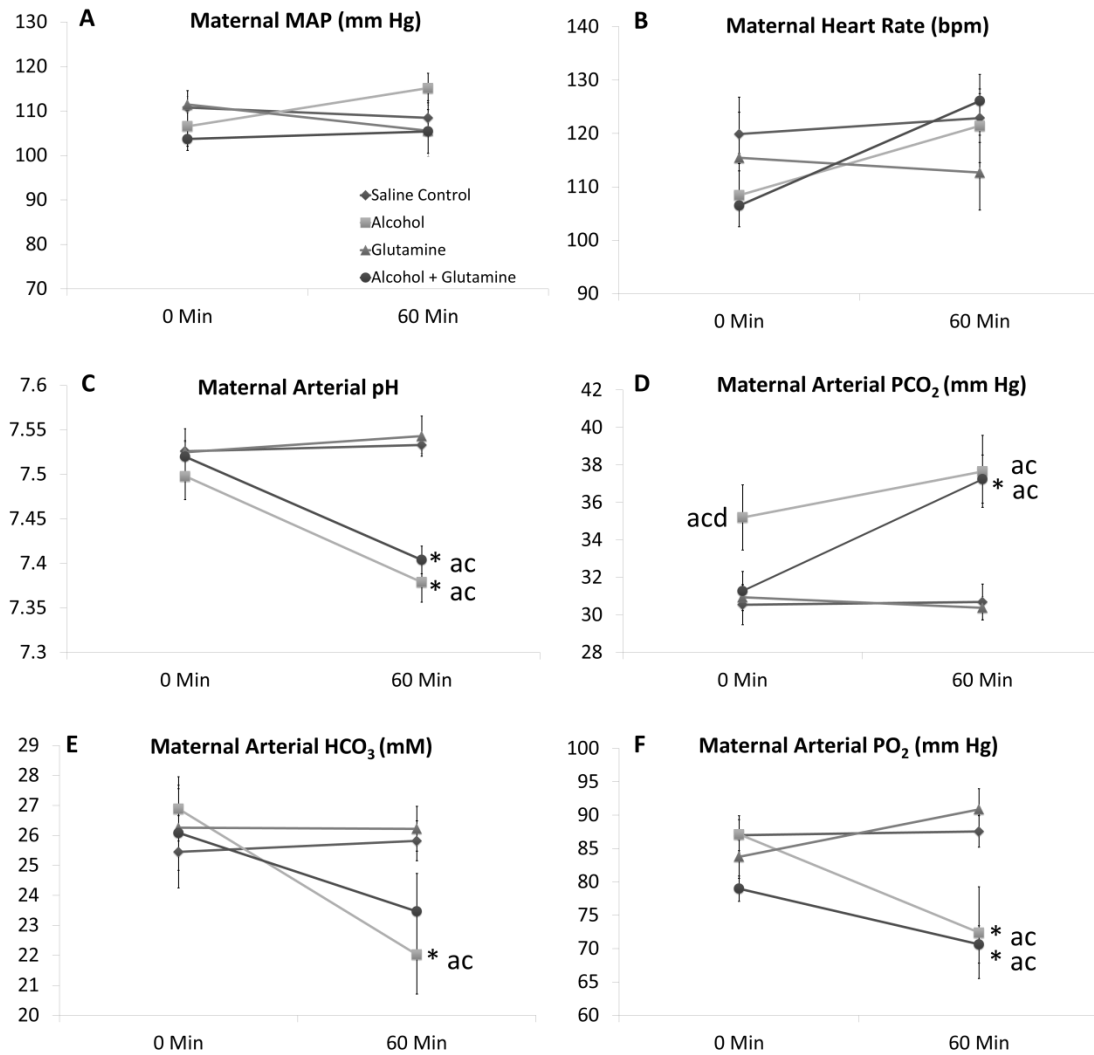 A
Maternal MAP (mm Hg)
130
120
110
100
90
80
70
0 Min
60 Min
Saline Control
Alcohol
Glutamine
Alcohol + Glutamine
B
Maternal Heart Rate (bpm)
140
130
120
110
100
90
0 Min
60 Min
C
Maternal Arterial pH
7.6
7.55
7.5
7.45
7.4
7.35
7.3
* ac
* ac
0 Min
60 Min
D
Maternal Arterial PCO₂ (mm Hg)
42
40
38
36
34
32
30
28
acd
ac
* ac
0 Min
60 Min
E
Maternal Arterial HCO₃ (mM)
29
28
27
26
25
24
23
22
21
20
* ac
0 Min
60 Min
F
Maternal Arterial PO₂ (mm Hg)
100
95
90
85
80
75
70
65
60
* ac
* ac
0 Min
60 Min